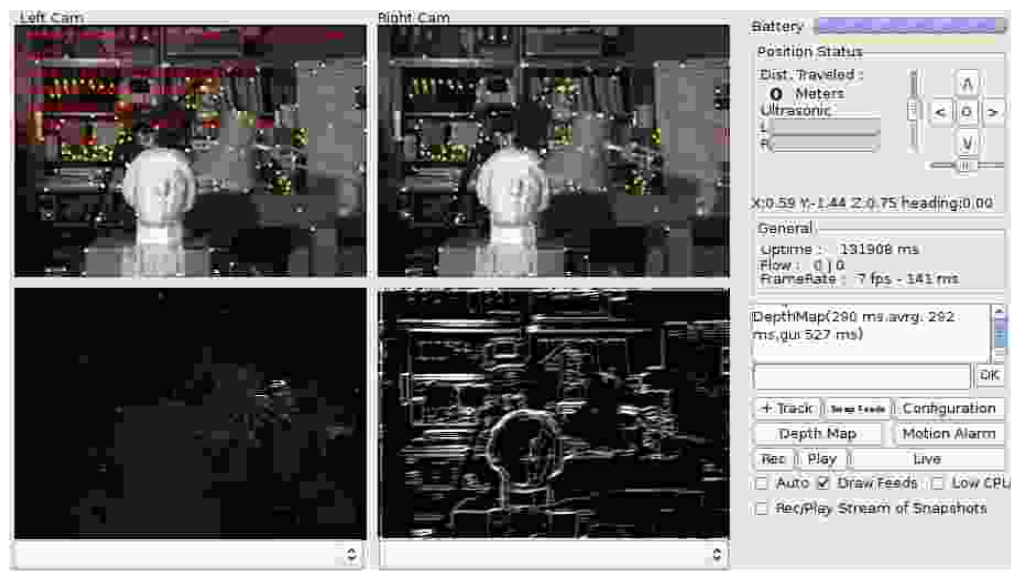 Left Cam
Right Cam
Battery
Position Status
Dist. Traveled :
0 Meters
Ultrasonic
L
R
< O >
X:0.59 Y:-1.44 Z:0.75 heading:0.00
General
Uptime : 131908 ms
Flow : 0 | 0
FrameRate : 7 fps - 141 ms
DepthMap(290 ms,avrg. 292
ms,gui 527 ms)
OK
+ Track Swap Feeds Configuration
Depth Map Motion Alarm
Rec Play Live
Auto Draw Feeds Low CPU
Rec/Play Stream of Snapshots